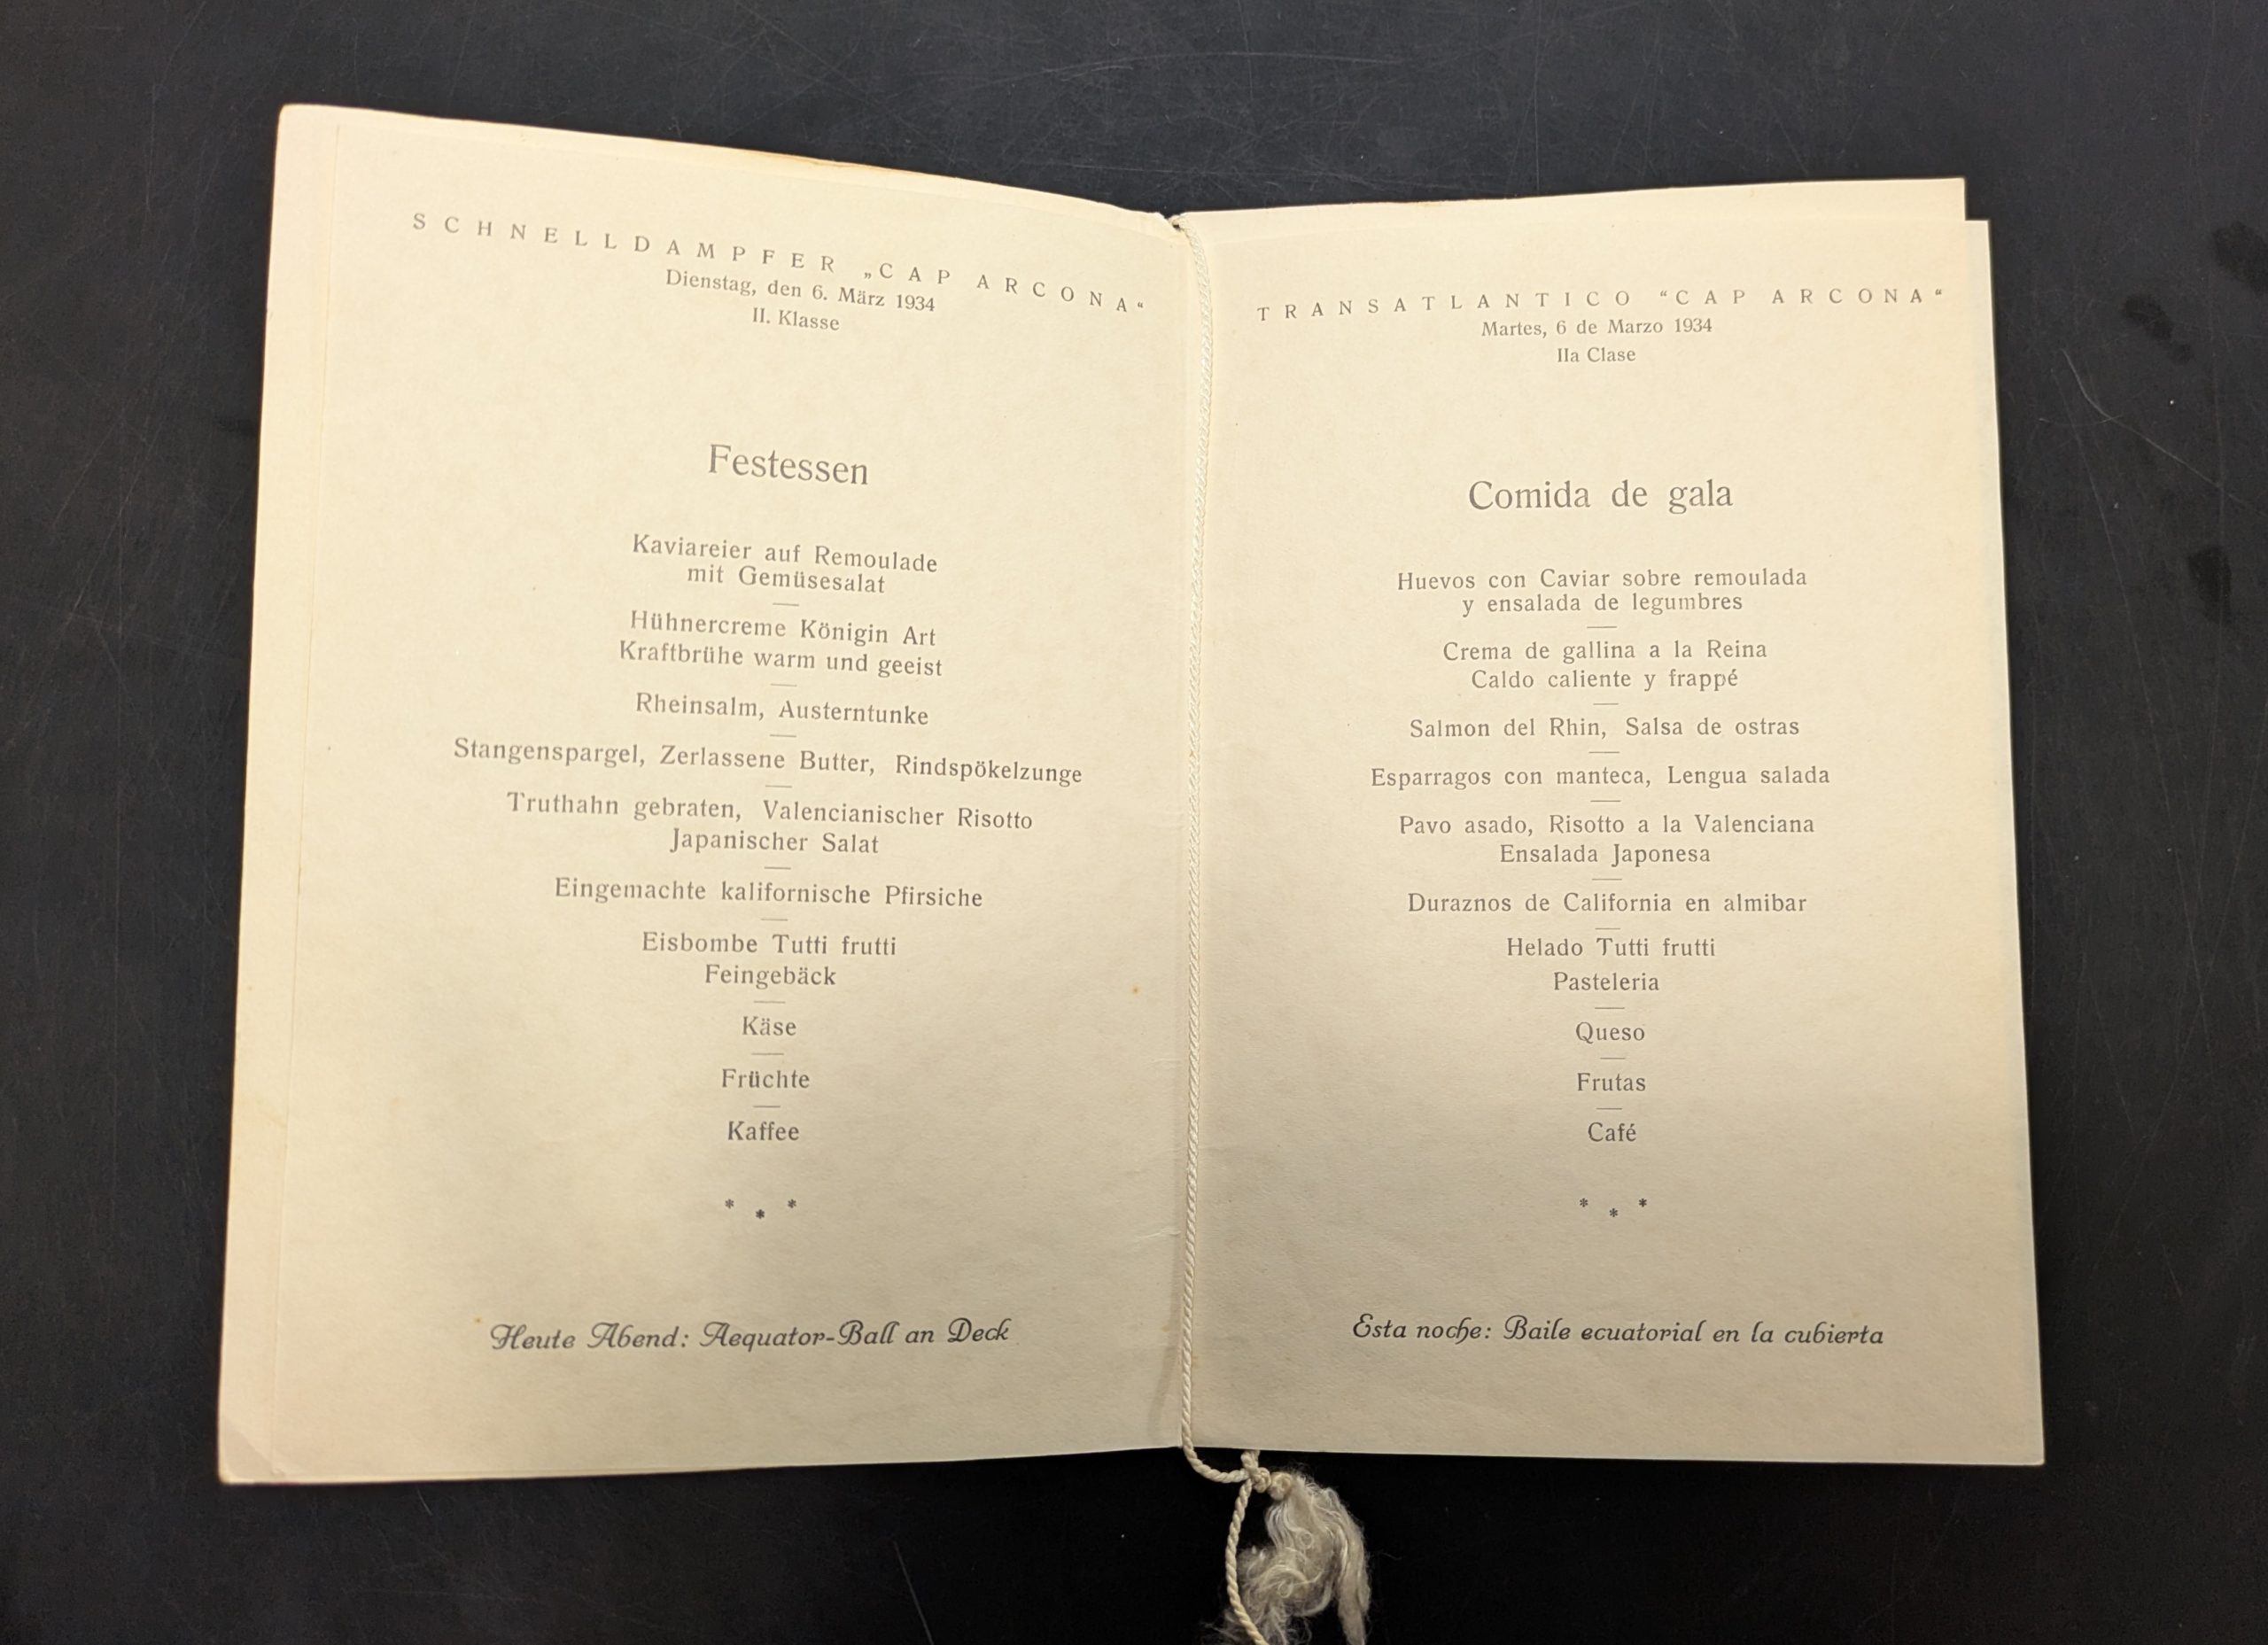 SCHNELLDAMPFER „CAP ARCONA“
Dienstag, den 6. März 1934
II. Klasse
Festessen
Kaviareier auf Remoulade
mit Gemüsesalat
Hühnercreme Königin Art
Kraftbrühe warm und geeist
Rheinsalm, Austerntunke
Stangenspargel, Zerlassene Butter, Rindspökelzunge
Truthahn gebraten, Valencianischer Risotto
Japanischer Salat
Eingemachte kalifornische Pfirsiche
Eisbombe Tutti frutti
Feingebäck
Käse
Früchte
Kaffee
* * *
Heute Abend: Aequator-Ball an Deck
TRANSATLANTICO “CAP ARCONA“
Martes, 6 de Marzo 1934
IIa Clase
Comida de gala
Huevos con Caviar sobre remoulada
y ensalada de legumbres
Crema de gallina a la Reina
Caldo caliente y frappé
Salmon del Rhin, Salsa de ostras
Esparragos con manteca, Lengua salada
Pavo asado, Risotto a la Valenciana
Ensalada Japonesa
Duraznos de California en almibar
Helado Tutti frutti
Pasteleria
Queso
Frutas
Café
* * *
Esta noche: Baile ecuatorial en la cubierta